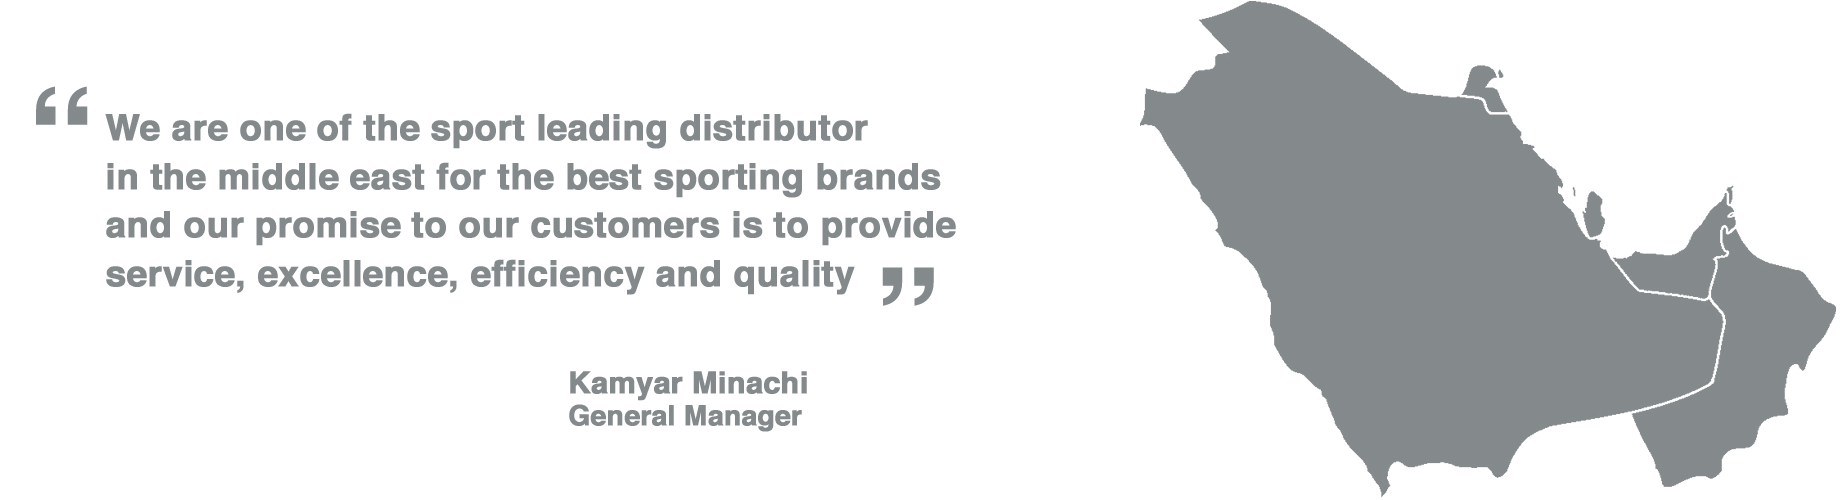 “ We are one of the sport leading distributor
in the middle east for the best sporting brands
and our promise to our customers is to provide
service, excellence, efficiency and quality ”
Kamyar Minachi
General Manager